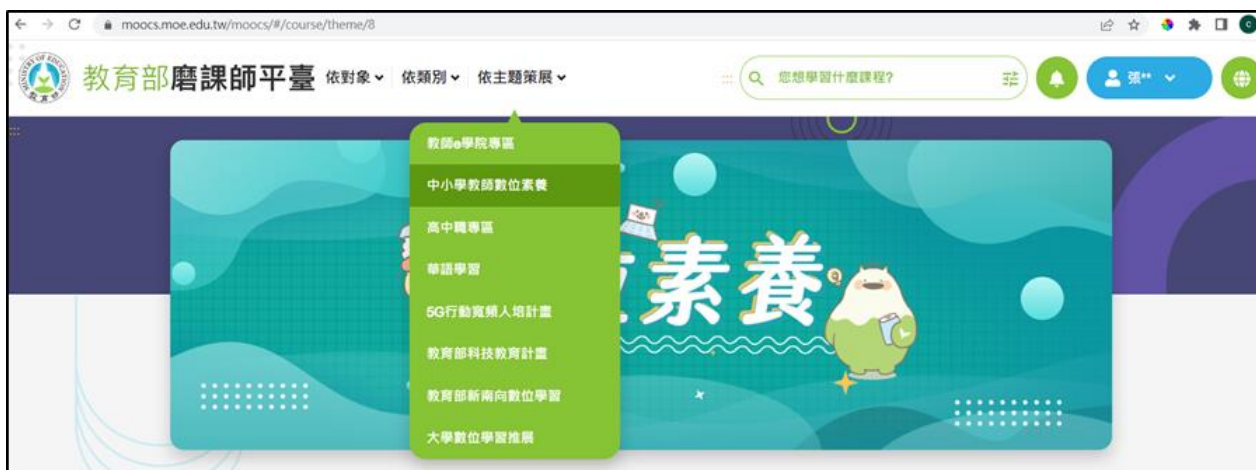 moocs.moe.edu.tw/moocs/#/course/theme/8
教育部磨課師平臺 依對象 依類別 依主題策展 您想學習什麼課程? 張**
教師e學院專區
中小學教師數位素養
高中職專區
華語學習
5G行動寬頻人培計畫
教育部科技教育計畫
教育部新南向數位學習
大學數位學習推展
素養